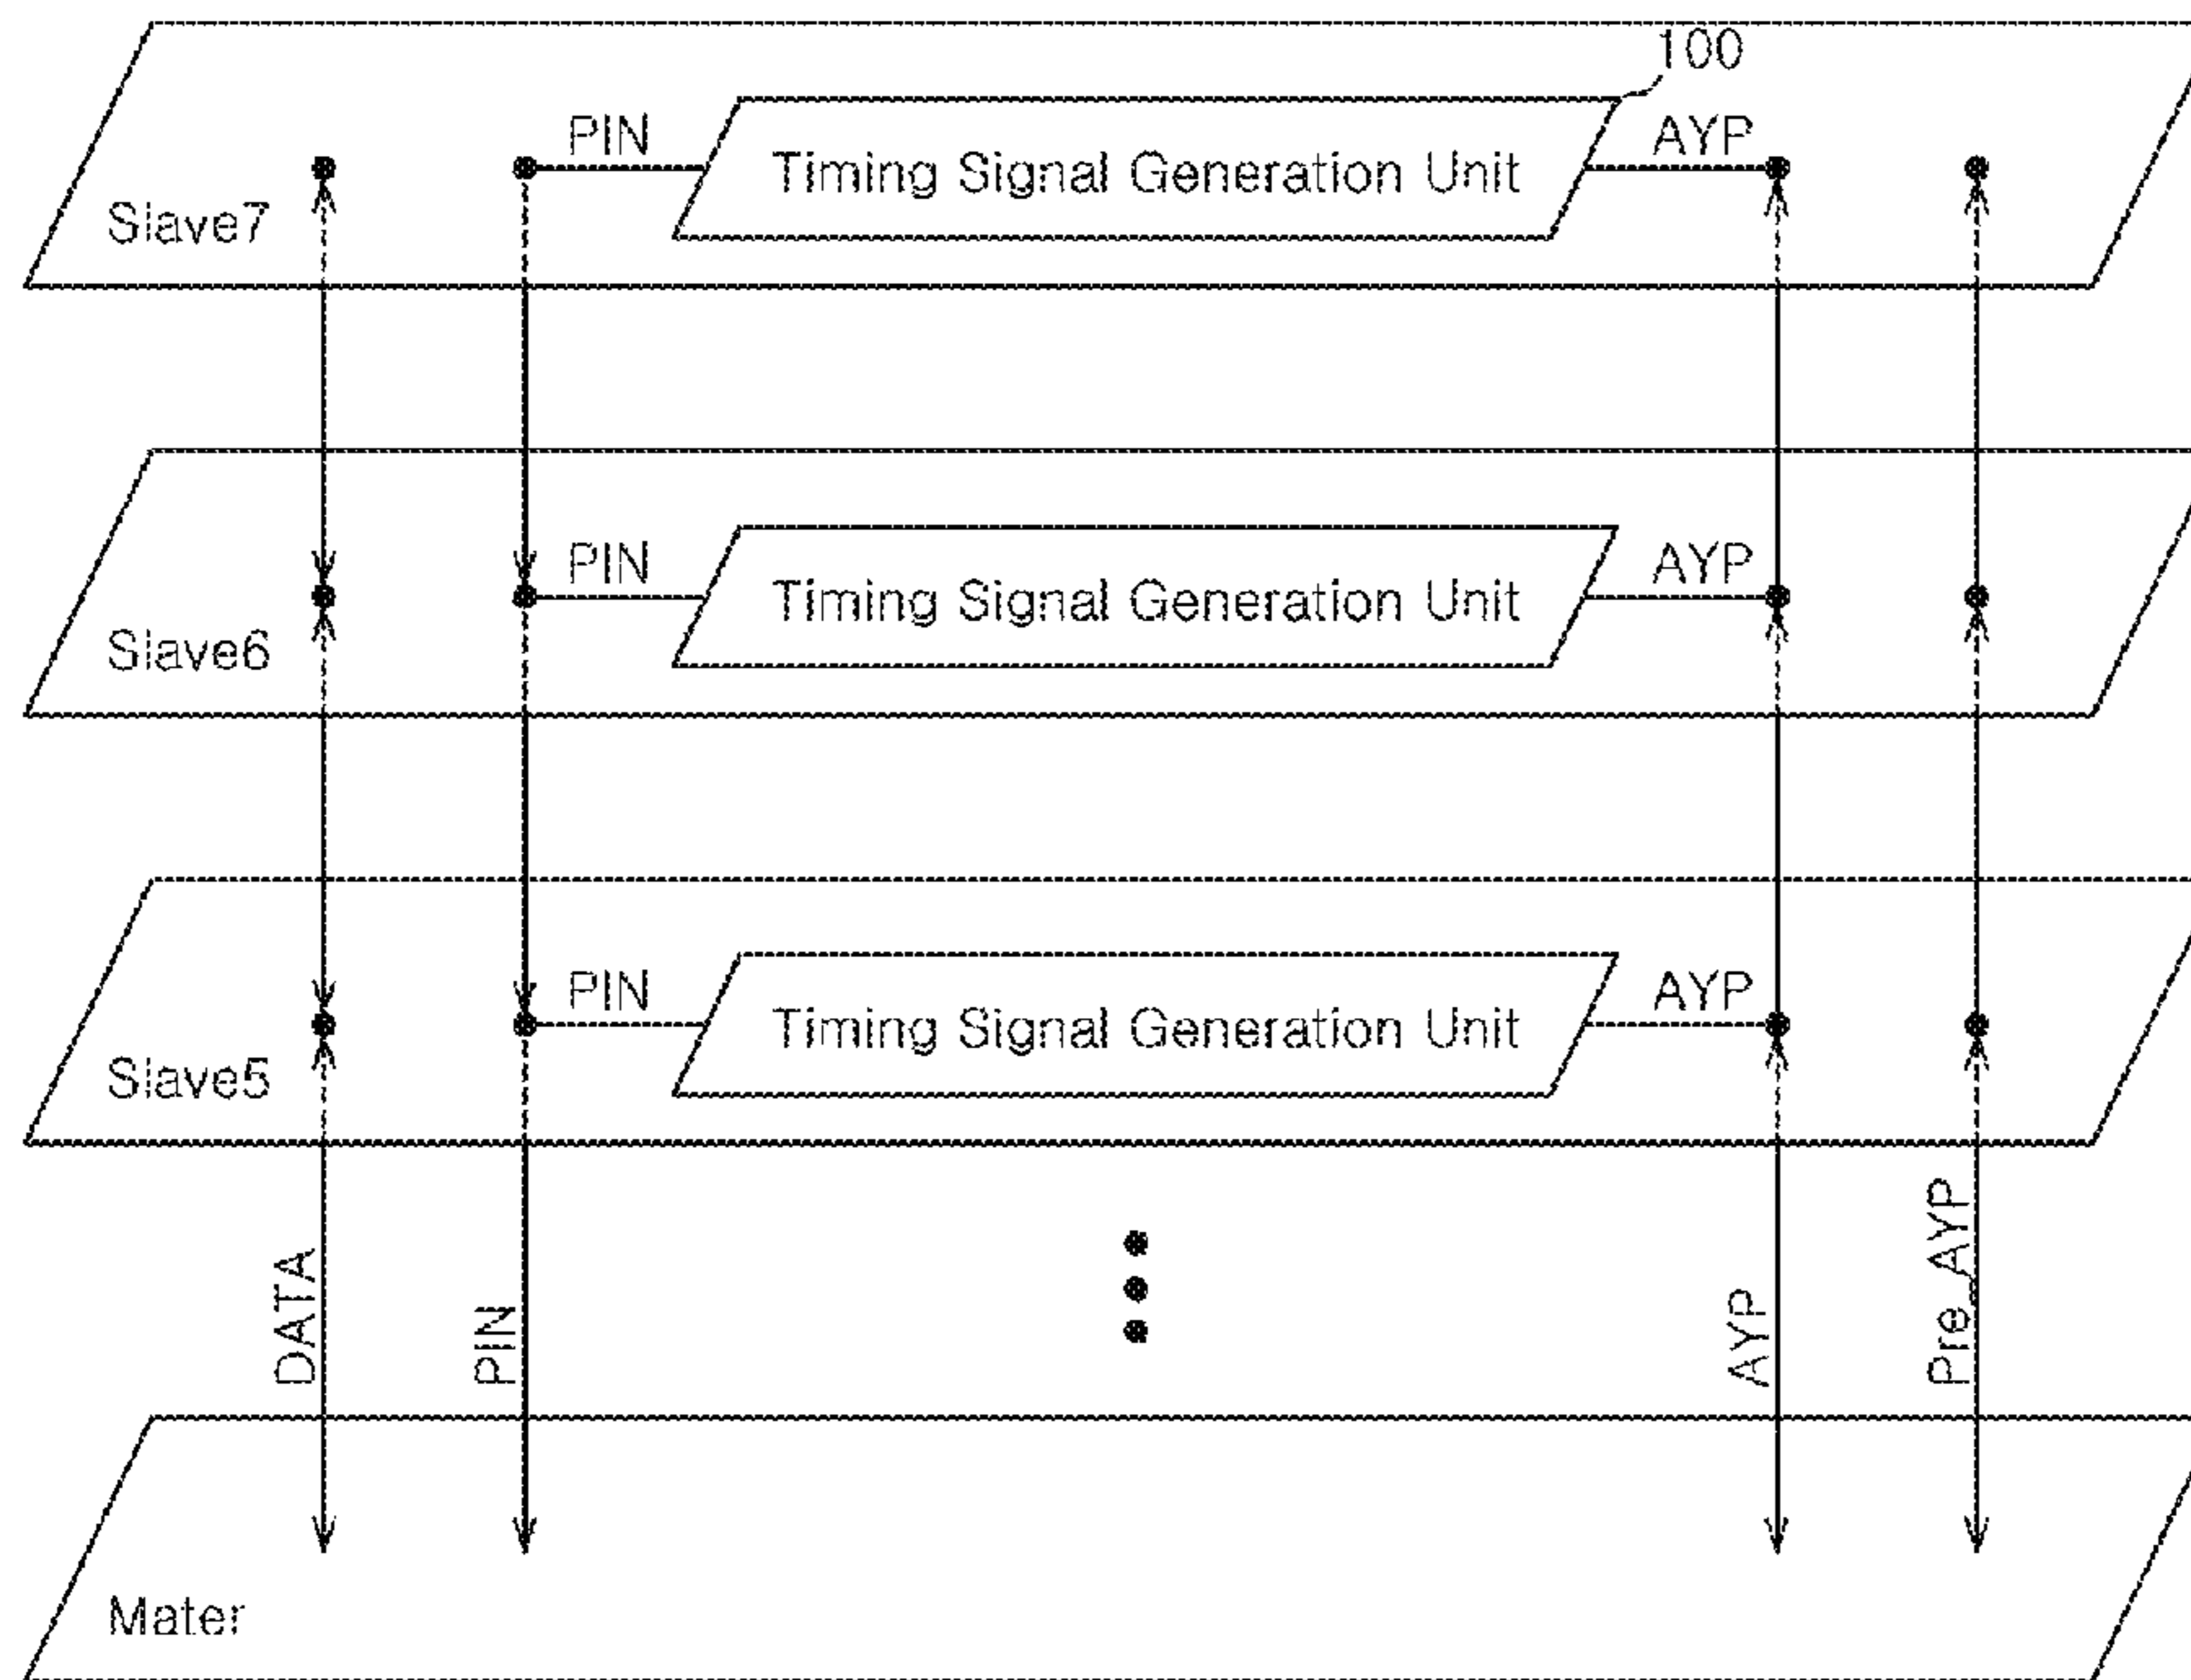 100
PIN
Timing Signal Generation Unit
AYP
Slave7
PIN
Timing Signal Generation Unit
AYP
Slave6
PIN
Timing Signal Generation Unit
AYP
Slave5
DATA
PIN
AYP
Pre_AYP
Mater